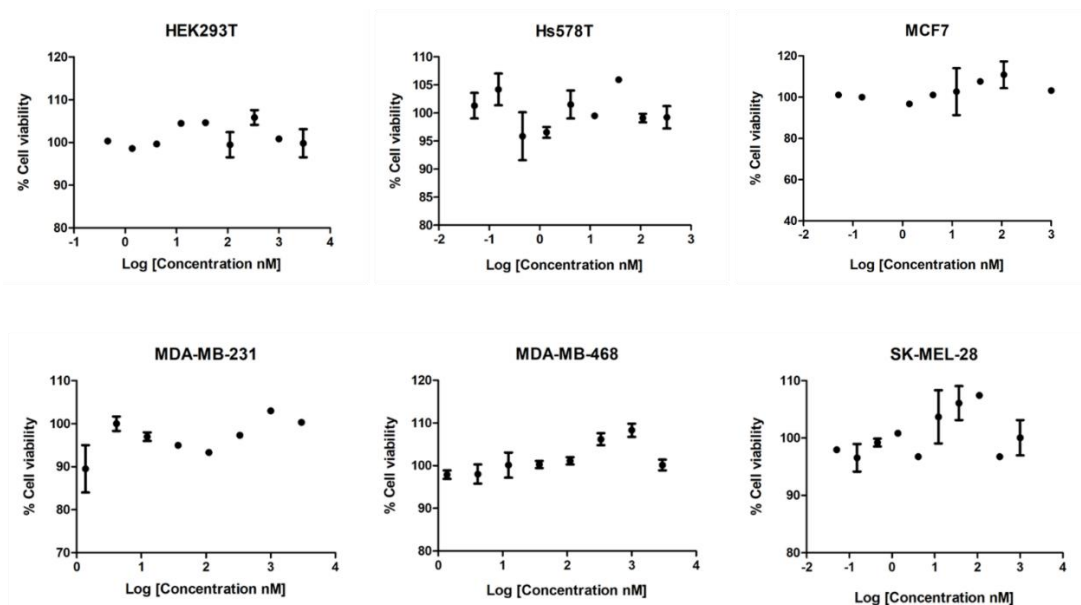 HEK293T
120
110
100
90
80
-1 0 1 2 3 4
% Cell viability
Log [Concentration nM]
Hs578T
110
105
100
95
90
85
80
-2 -1 0 1 2 3
% Cell viability
Log [Concentration nM]
MCF7
120
100
80
60
40
-2 -1 0 1 2 3
% Cell viability
Log [Concentration nM]
MDA-MB-231
110
100
90
80
70
0 1 2 3 4
% Cell viability
Log [Concentration nM]
MDA-MB-468
120
110
100
90
80
0 1 2 3 4
% Cell viability
Log [Concentration nM]
SK-MEL-28
110
100
90
80
-2 -1 0 1 2 3 4
% Cell viability
Log [Concentration nM]